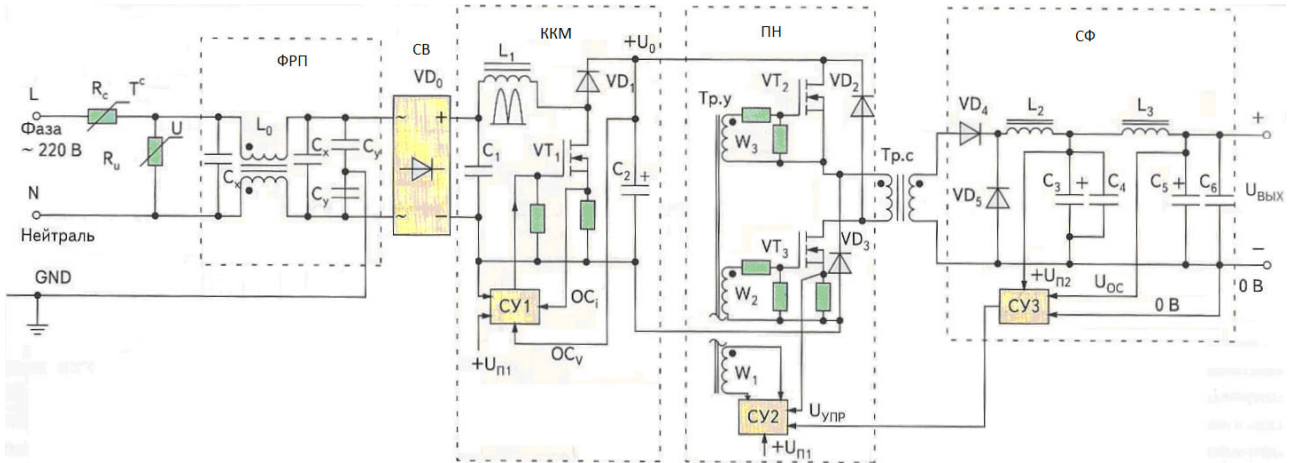 ФРП
СВ
ККМ
ПН
СФ
L
Фаза
~ 220 В
Rc
T°
U
Ru
L0
Cx
Cx
Cy
Cy
VD0
~
+
~
−
N
Нейтраль
GND
L1
C1
VT1
VD1
+U0
C2
+
СУ1
OCi
OCV
+UП1
Тр.у
W3
VT2
VD2
W2
VT3
VD3
W1
СУ2
UУПР
+UП1
Тр.с
VD4
VD5
L2
L3
C3
+
C4
C5
+
C6
+
UВЫХ
−
0 В
+UП2
UОС
СУ3
0 В